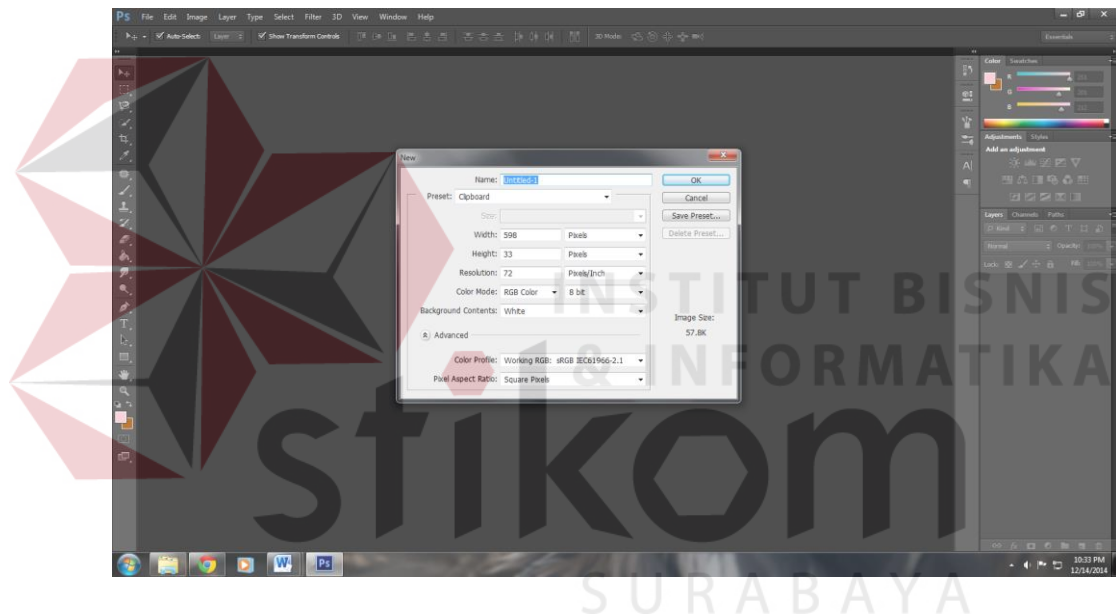 Ps File Edit Image Layer Type Select Filter 3D View Window Help
Auto-Select: Layer Show Transform Controls 3D Mode: Essentials
Color Swatches
R
G
B
Adjustments Styles
Add an adjustment
Layers Channels Paths
Kind
Normal Opacity: 100%
Lock: Fill: 100%
New
Name: Untitled-1 OK
Preset: Clipboard Cancel
Size: Save Preset...
Width: 598 Pixels Delete Preset...
Height: 33 Pixels
Resolution: 72 Pixels/Inch
Color Mode: RGB Color 8 bit
Background Contents: White
Image Size:
57.8K
Advanced
Color Profile: Working RGB: sRGB IEC61966-2.1
Pixel Aspect Ratio: Square Pixels
INSTITUT BISNIS
& INFORMATIKA
stikom
SURABAYA
W Ps
10:33 PM
12/14/2014